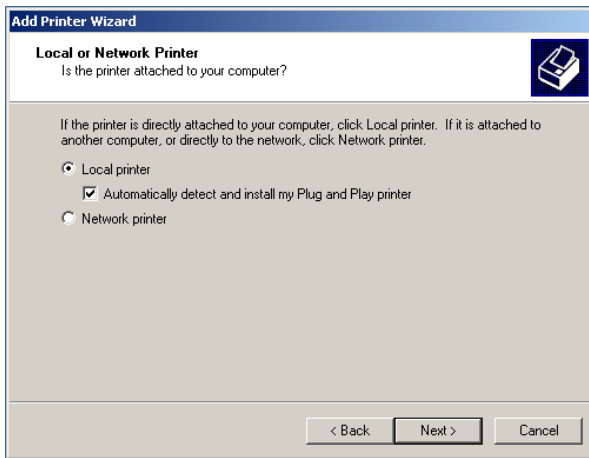 Add Printer Wizard
Local or Network Printer
Is the printer attached to your computer?
If the printer is directly attached to your computer, click Local printer. If it is attached to
another computer, or directly to the network, click Network printer.
Local printer
Automatically detect and install my Plug and Play printer
Network printer
< Back
Next >
Cancel